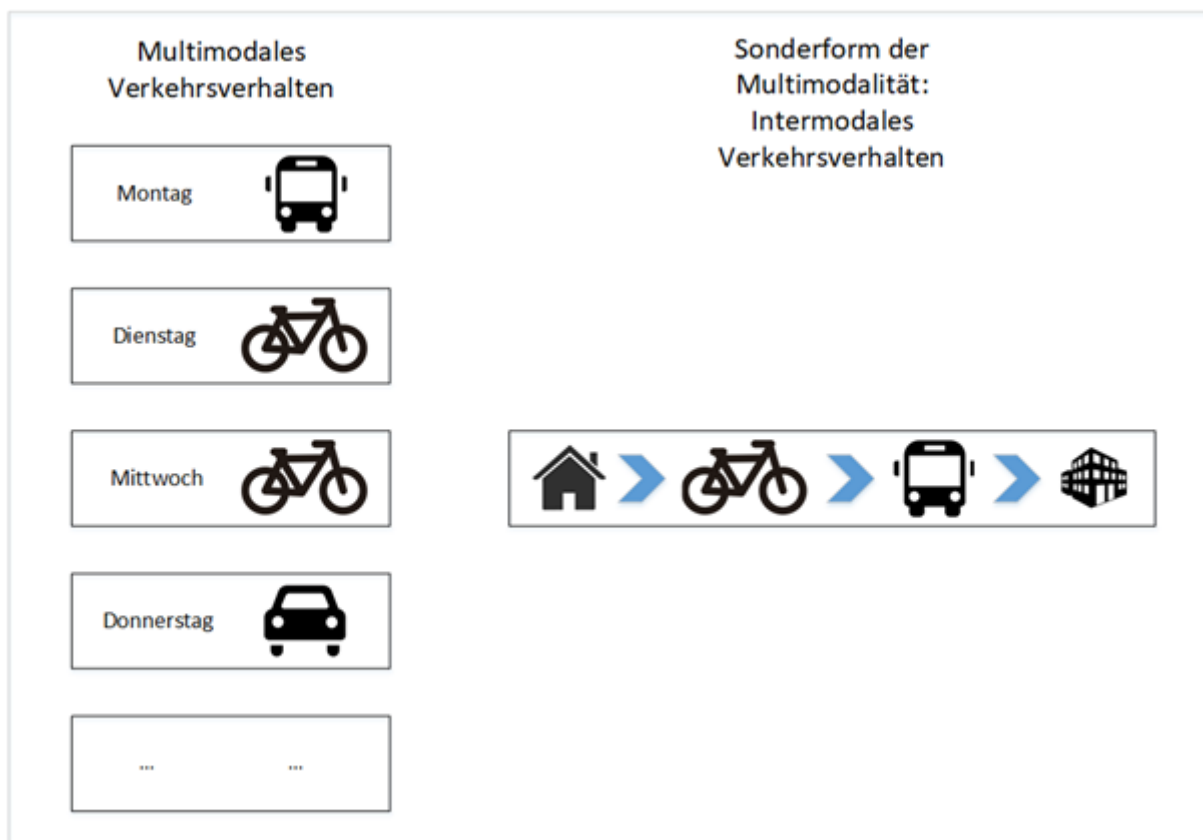 Multimodales
Verkehrsverhalten
Sonderform der
Multimodalität:
Intermodales
Verkehrsverhalten
Montag
Dienstag
Mittwoch
Donnerstag
... ...